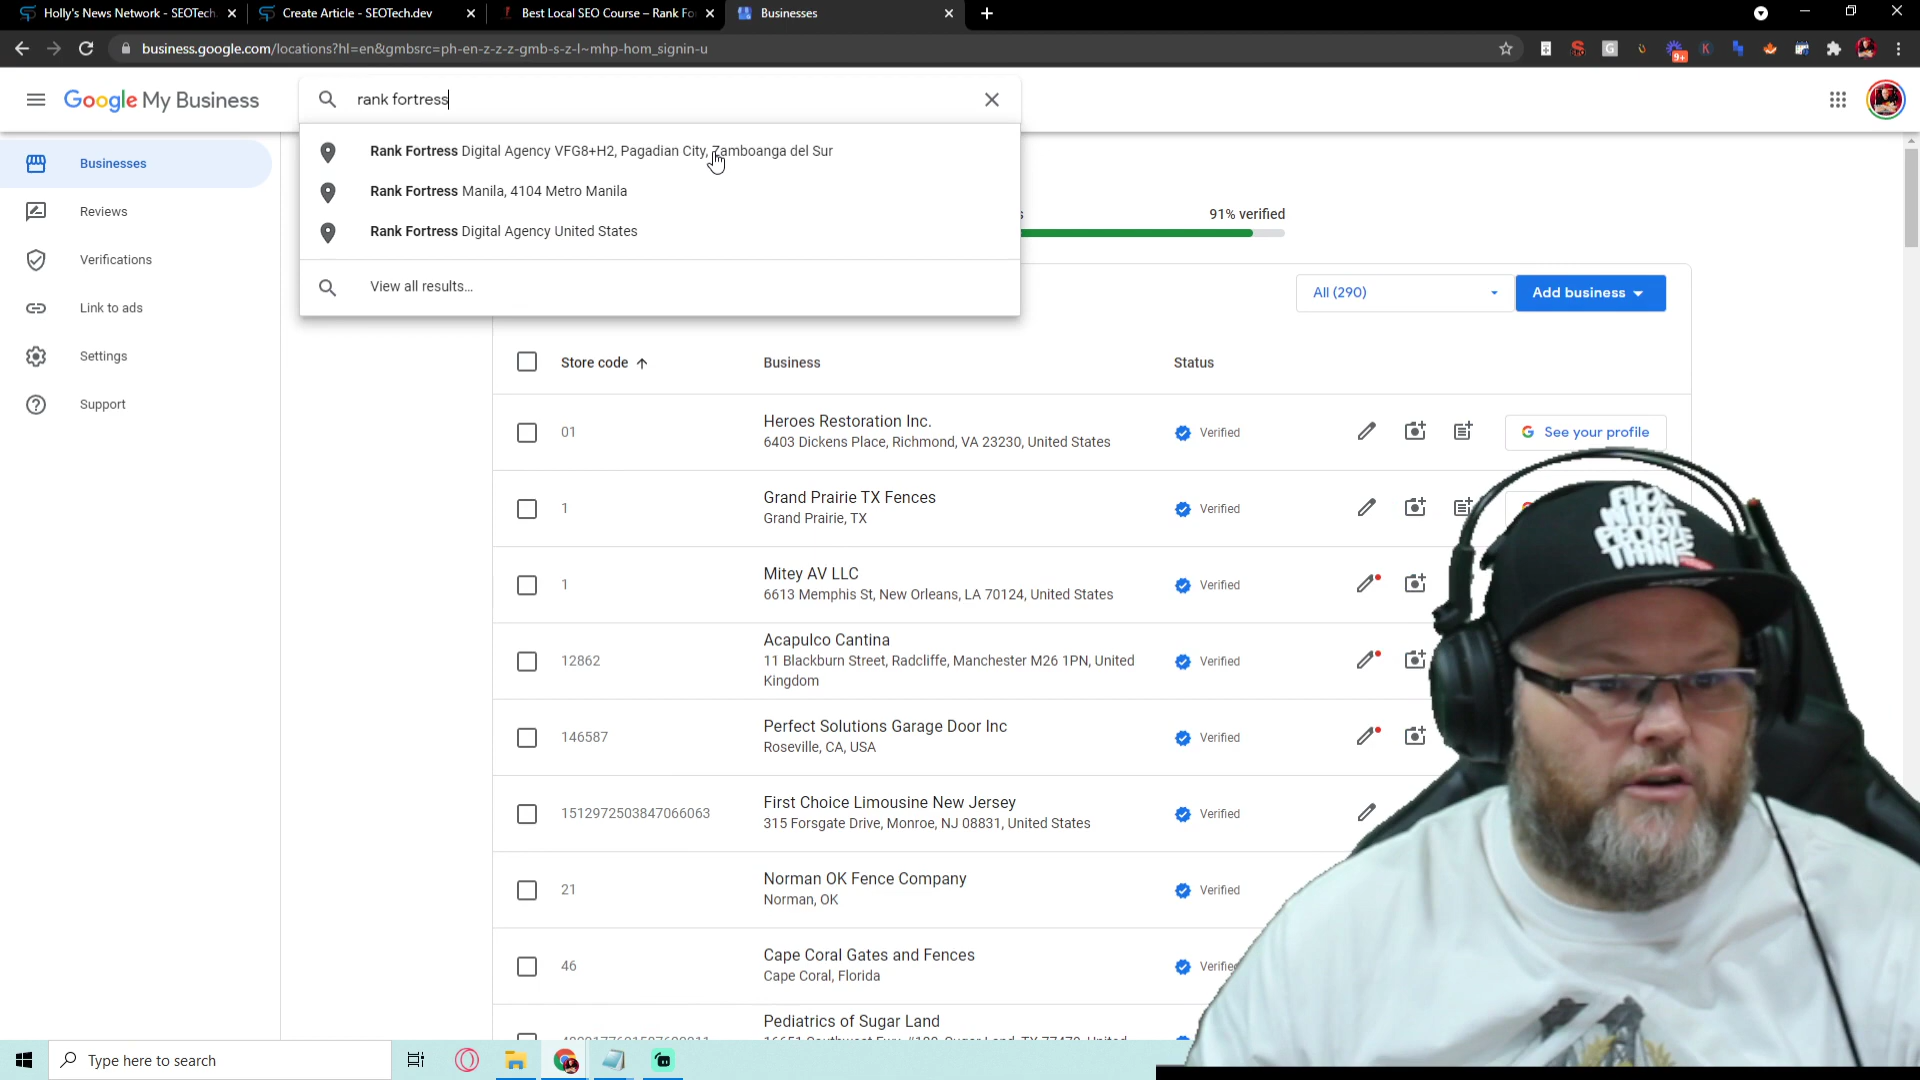 Holly's News Network - SEOTech
Create Article - SEOTech.dev
Best Local SEO Course – Rank Fo
Businesses
business.google.com/locations?hl=en&gmbsrc=ph-en-z-z-z-gmb-s-z-l~mhp-hom_signin-u
9+
Google My Business
rank fortress
Businesses
Reviews
Verifications
Link to ads
Settings
Support
Rank Fortress Digital Agency VFG8+H2, Pagadian City, Zamboanga del Sur
Rank Fortress Manila, 4104 Metro Manila
Rank Fortress Digital Agency United States
View all results...
91% verified
All (290)
Add business
Store code
Business
Status
01
Heroes Restoration Inc.
6403 Dickens Place, Richmond, VA 23230, United States
Verified
See your profile
1
Grand Prairie TX Fences
Grand Prairie, TX
Verified
1
Mitey AV LLC
6613 Memphis St, New Orleans, LA 70124, United States
Verified
12862
Acapulco Cantina
11 Blackburn Street, Radcliffe, Manchester M26 1PN, United
Kingdom
Verified
146587
Perfect Solutions Garage Door Inc
Roseville, CA, USA
Verified
1512972503847066063
First Choice Limousine New Jersey
315 Forsgate Drive, Monroe, NJ 08831, United States
Verified
21
Norman OK Fence Company
Norman, OK
Verified
46
Cape Coral Gates and Fences
Cape Coral, Florida
Verified
Pediatrics of Sugar Land
FUCK
WHAT
PEOPLE
THINK
Type here to search